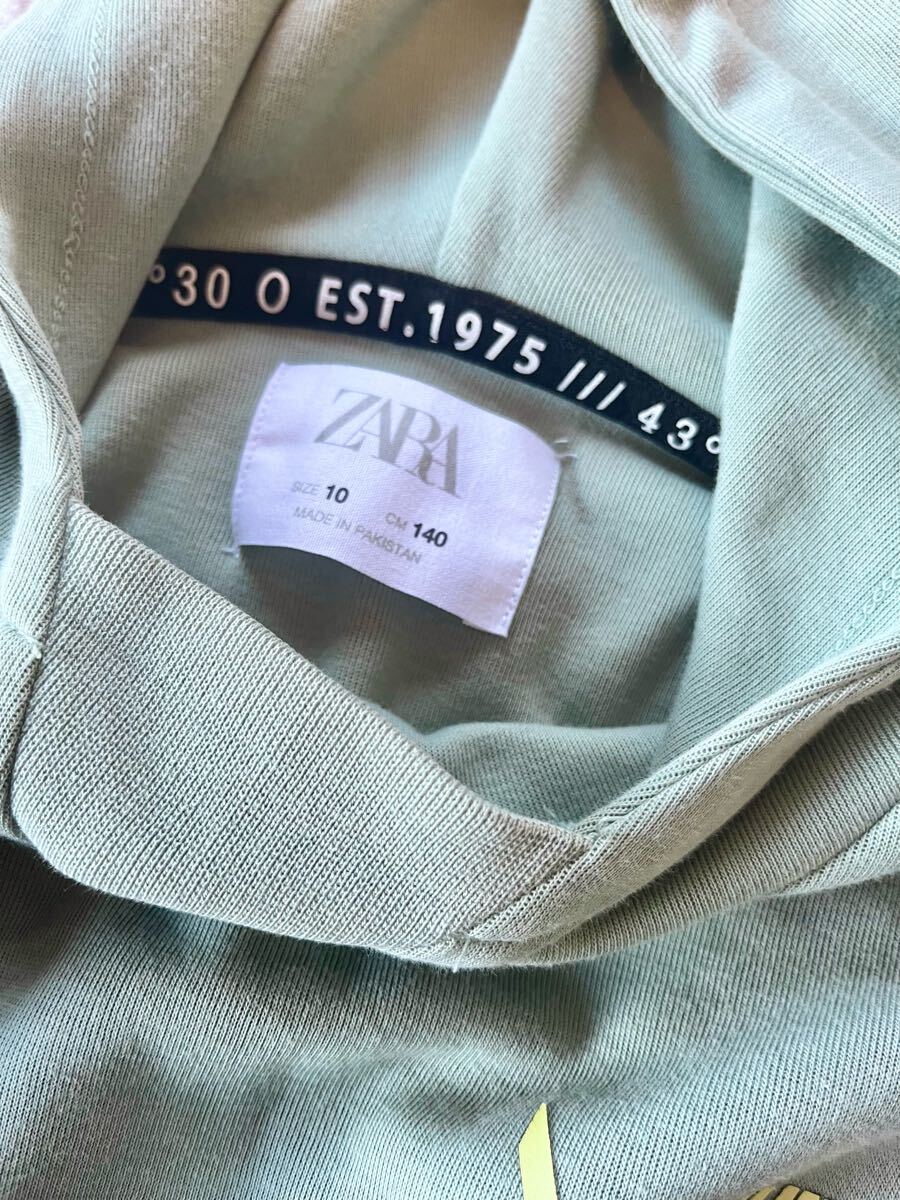 °30 O EST.1975 /// 43°
ZARA
SIZE 10 CM 140
MADE IN PAKISTAN